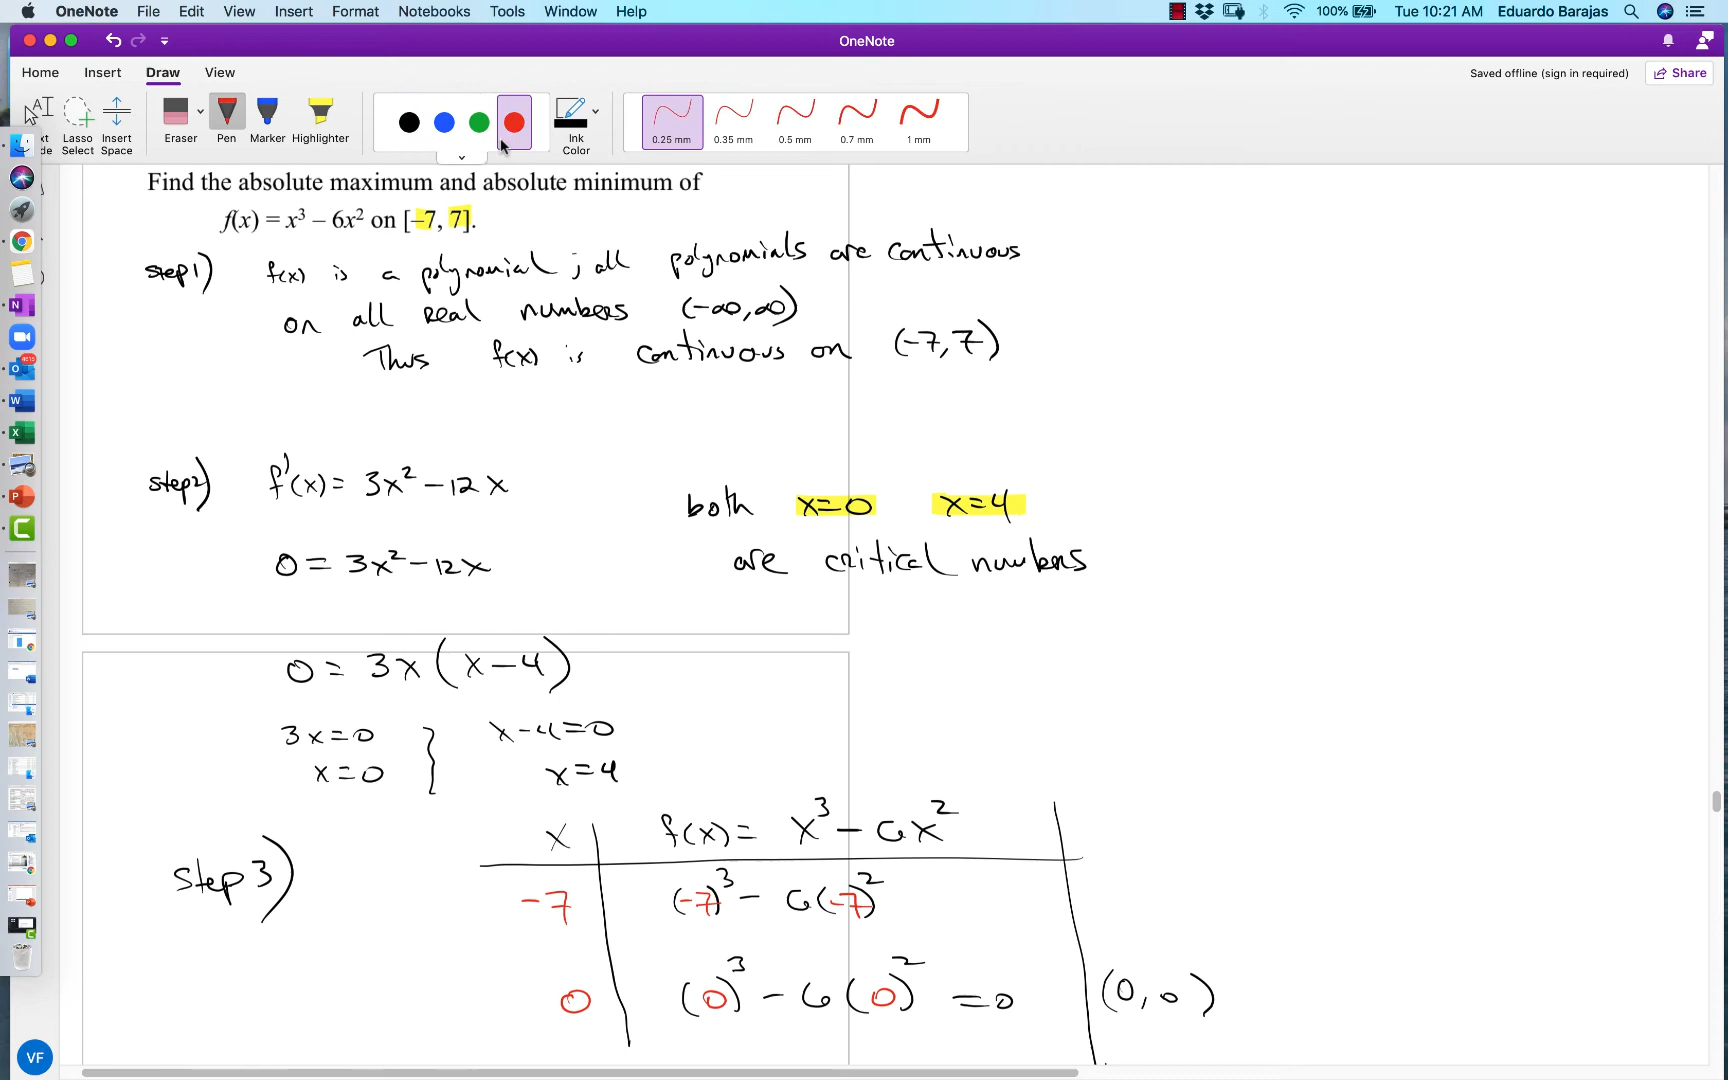 OneNote File Edit View Insert Format Notebooks Tools Window Help 100% Tue 10:21 AM Eduardo Barajas
OneNote
Home Insert Draw View Saved offline (sign in required) Share
Lasso Select Insert Space Eraser Pen Marker Highlighter Ink Color 0.25 mm 0.35 mm 0.5 mm 0.7 mm 1 mm
Find the absolute maximum and absolute minimum of
f(x) = x³ – 6x² on [–7, 7].
step1) f(x) is a polynomial ; all polynomials are continuous
on all real numbers (-∞,∞)
Thus f(x) is continuous on (-7,7)
step2) f'(x) = 3x² - 12x
both x=0 x=4
0 = 3x² - 12x
are critical numbers
0 = 3x(x-4)
3x=0 } x-4=0
x=0 x=4
x f(x) = x³ - 6x²
step 3)
-7 (-7)³ - 6(-7)²
0 (0)³ - 6(0)² = 0 (0,0)
VF